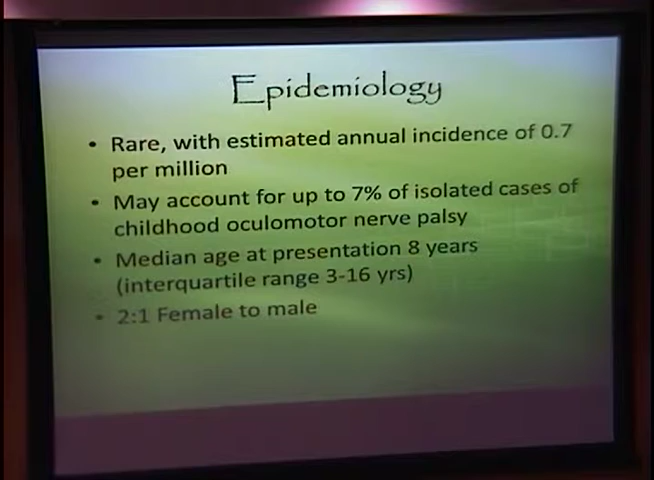 Epidemiology
• Rare, with estimated annual incidence of 0.7
per million
• May account for up to 7% of isolated cases of
childhood oculomotor nerve palsy
• Median age at presentation 8 years
(interquartile range 3-16 yrs)
• 2:1 Female to male